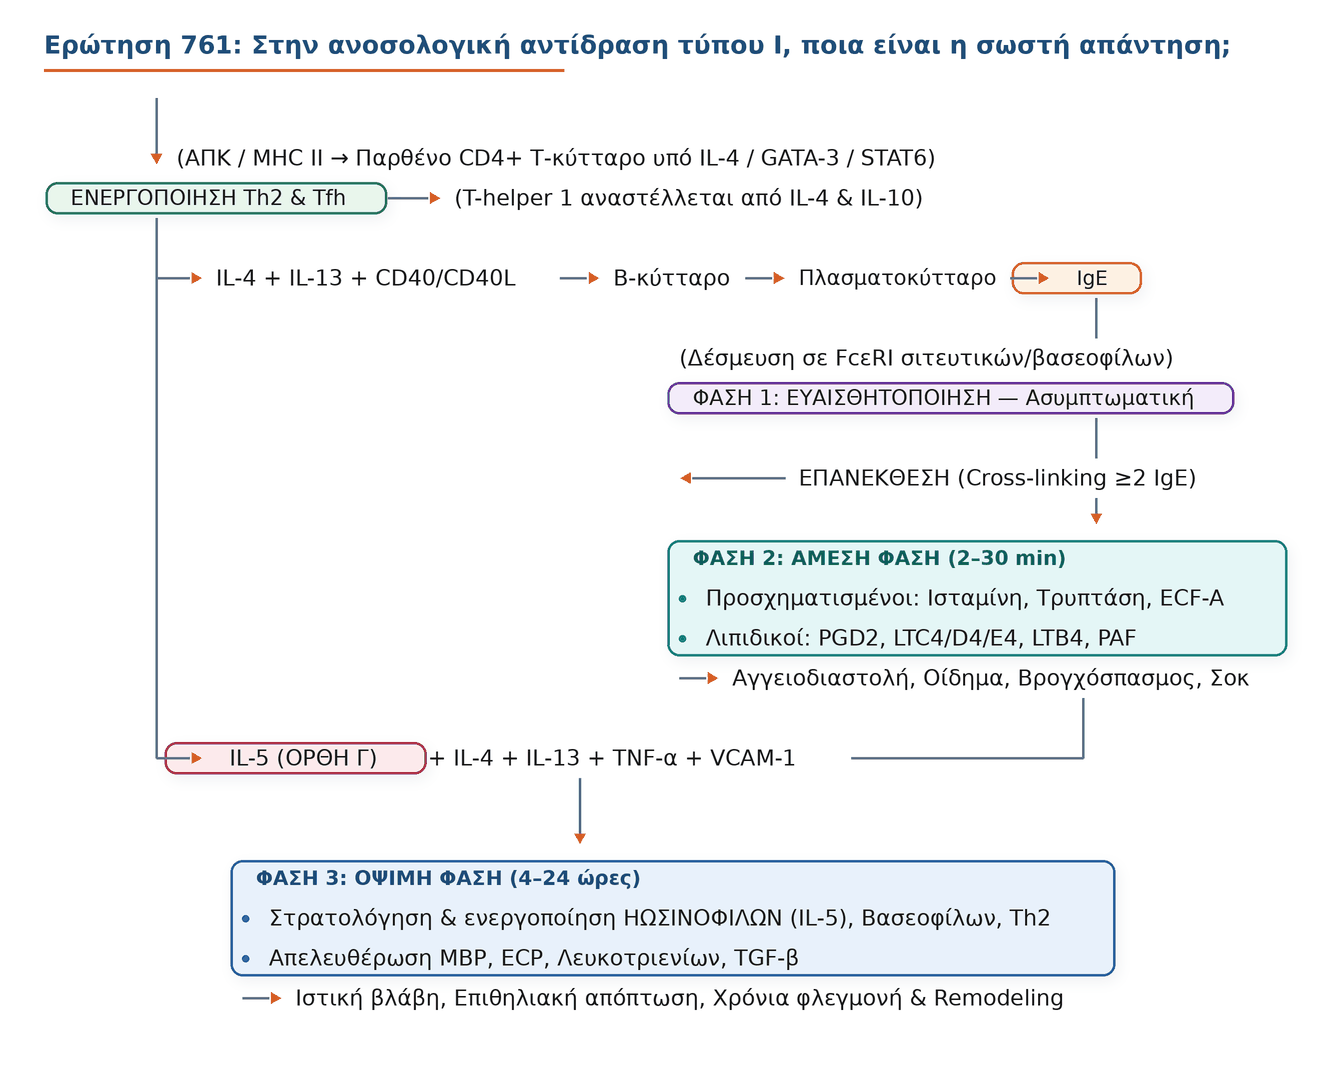 Ερώτηση 761: Στην ανοσολογική αντίδραση τύπου Ι, ποια είναι η σωστή απάντηση;
(ΑΠΚ / MHC II → Παρθένο CD4+ T-κύτταρο υπό IL-4 / GATA-3 / STAT6)
ΕΝΕΡΓΟΠΟΙΗΣΗ Th2 & Tfh (T-helper 1 αναστέλλεται από IL-4 & IL-10)
IL-4 + IL-13 + CD40/CD40L Β-κύτταρο Πλασματοκύτταρο IgE
(Δέσμευση σε FcεRI σιτευτικών/βασεοφίλων)
ΦΑΣΗ 1: ΕΥΑΙΣΘΗΤΟΠΟΙΗΣΗ — Ασυμπτωματική
ΕΠΑΝΕΚΘΕΣΗ (Cross-linking ≥2 IgE)
ΦΑΣΗ 2: ΑΜΕΣΗ ΦΑΣΗ (2–30 min)
• Προσχηματισμένοι: Ισταμίνη, Τρυπτάση, ECF-A
• Λιπιδικοί: PGD2, LTC4/D4/E4, LTB4, PAF
Αγγειοδιαστολή, Οίδημα, Βρογχόσπασμος, Σοκ
IL-5 (ΟΡΘΗ Γ) + IL-4 + IL-13 + TNF-α + VCAM-1
ΦΑΣΗ 3: ΟΨΙΜΗ ΦΑΣΗ (4–24 ώρες)
• Στρατολόγηση & ενεργοποίηση ΗΩΣΙΝΟΦΙΛΩΝ (IL-5), Βασεοφίλων, Th2
• Απελευθέρωση MBP, ECP, Λευκοτριενίων, TGF-β
Ιστική βλάβη, Επιθηλιακή απόπτωση, Χρόνια φλεγμονή & Remodeling